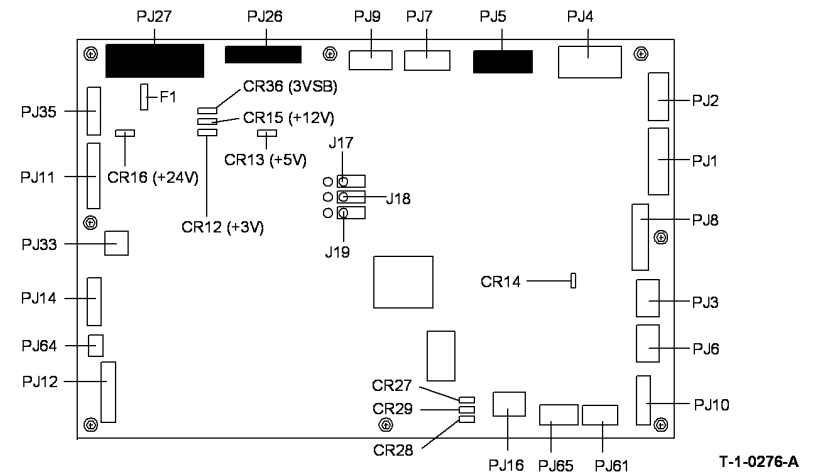 PJ27
PJ26
PJ9
PJ7
PJ5
PJ4
CR36 (3VSB)
F1
PJ2
PJ35
CR15 (+12V)
J17
CR13 (+5V)
PJ1
PJ11
CR16 (+24V)
J18
PJ8
CR12 (+3V)
PJ33
J19
CR14
PJ14
PJ3
PJ64
PJ6
PJ12
CR27
CR29
PJ10
CR28
PJ16
PJ65
PJ61
T-1-0276-A